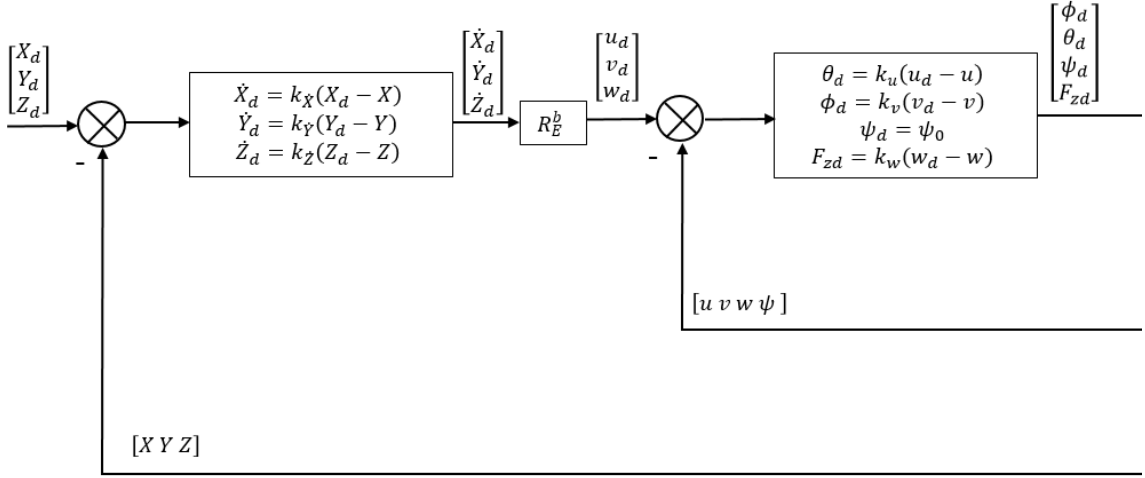 [X_d
Y_d
Z_d]
-
Ẋ_d = k_Ẋ(X_d − X)
Ẏ_d = k_Ẏ(Y_d − Y)
Ż_d = k_Ż(Z_d − Z)
[Ẋ_d
Ẏ_d
Ż_d]
R_E^b
[u_d
v_d
w_d]
-
θ_d = k_u(u_d − u)
ϕ_d = k_v(v_d − v)
ψ_d = ψ_0
F_zd = k_w(w_d − w)
[ϕ_d
θ_d
ψ_d
F_zd]
[u v w ψ ]
[X Y Z]